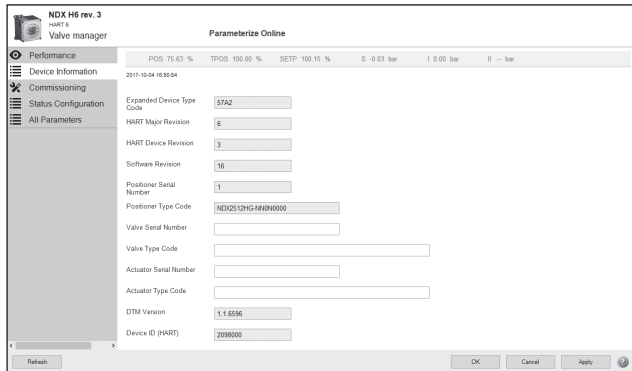 NDX H6 rev. 3
HART 6
Valve manager
Parameterize Online
Performance
Device Information
Commissioning
Status Configuration
All Parameters
POS 75.63 % TPOS 100.00 % SETP 100.15 % S -0.03 bar I 0.00 bar II – bar
2017-10-04 16:50:54
Expanded Device Type Code 57A2
HART Major Revision 6
HART Device Revision 3
Software Revision 16
Positioner Serial Number 1
Positioner Type Code NDX2512HG-NN0N0000
Valve Serial Number
Valve Type Code
Actuator Serial Number
Actuator Type Code
DTM Version 1.1.6596
Device ID (HART) 2098000
Refresh OK Cancel Apply ?